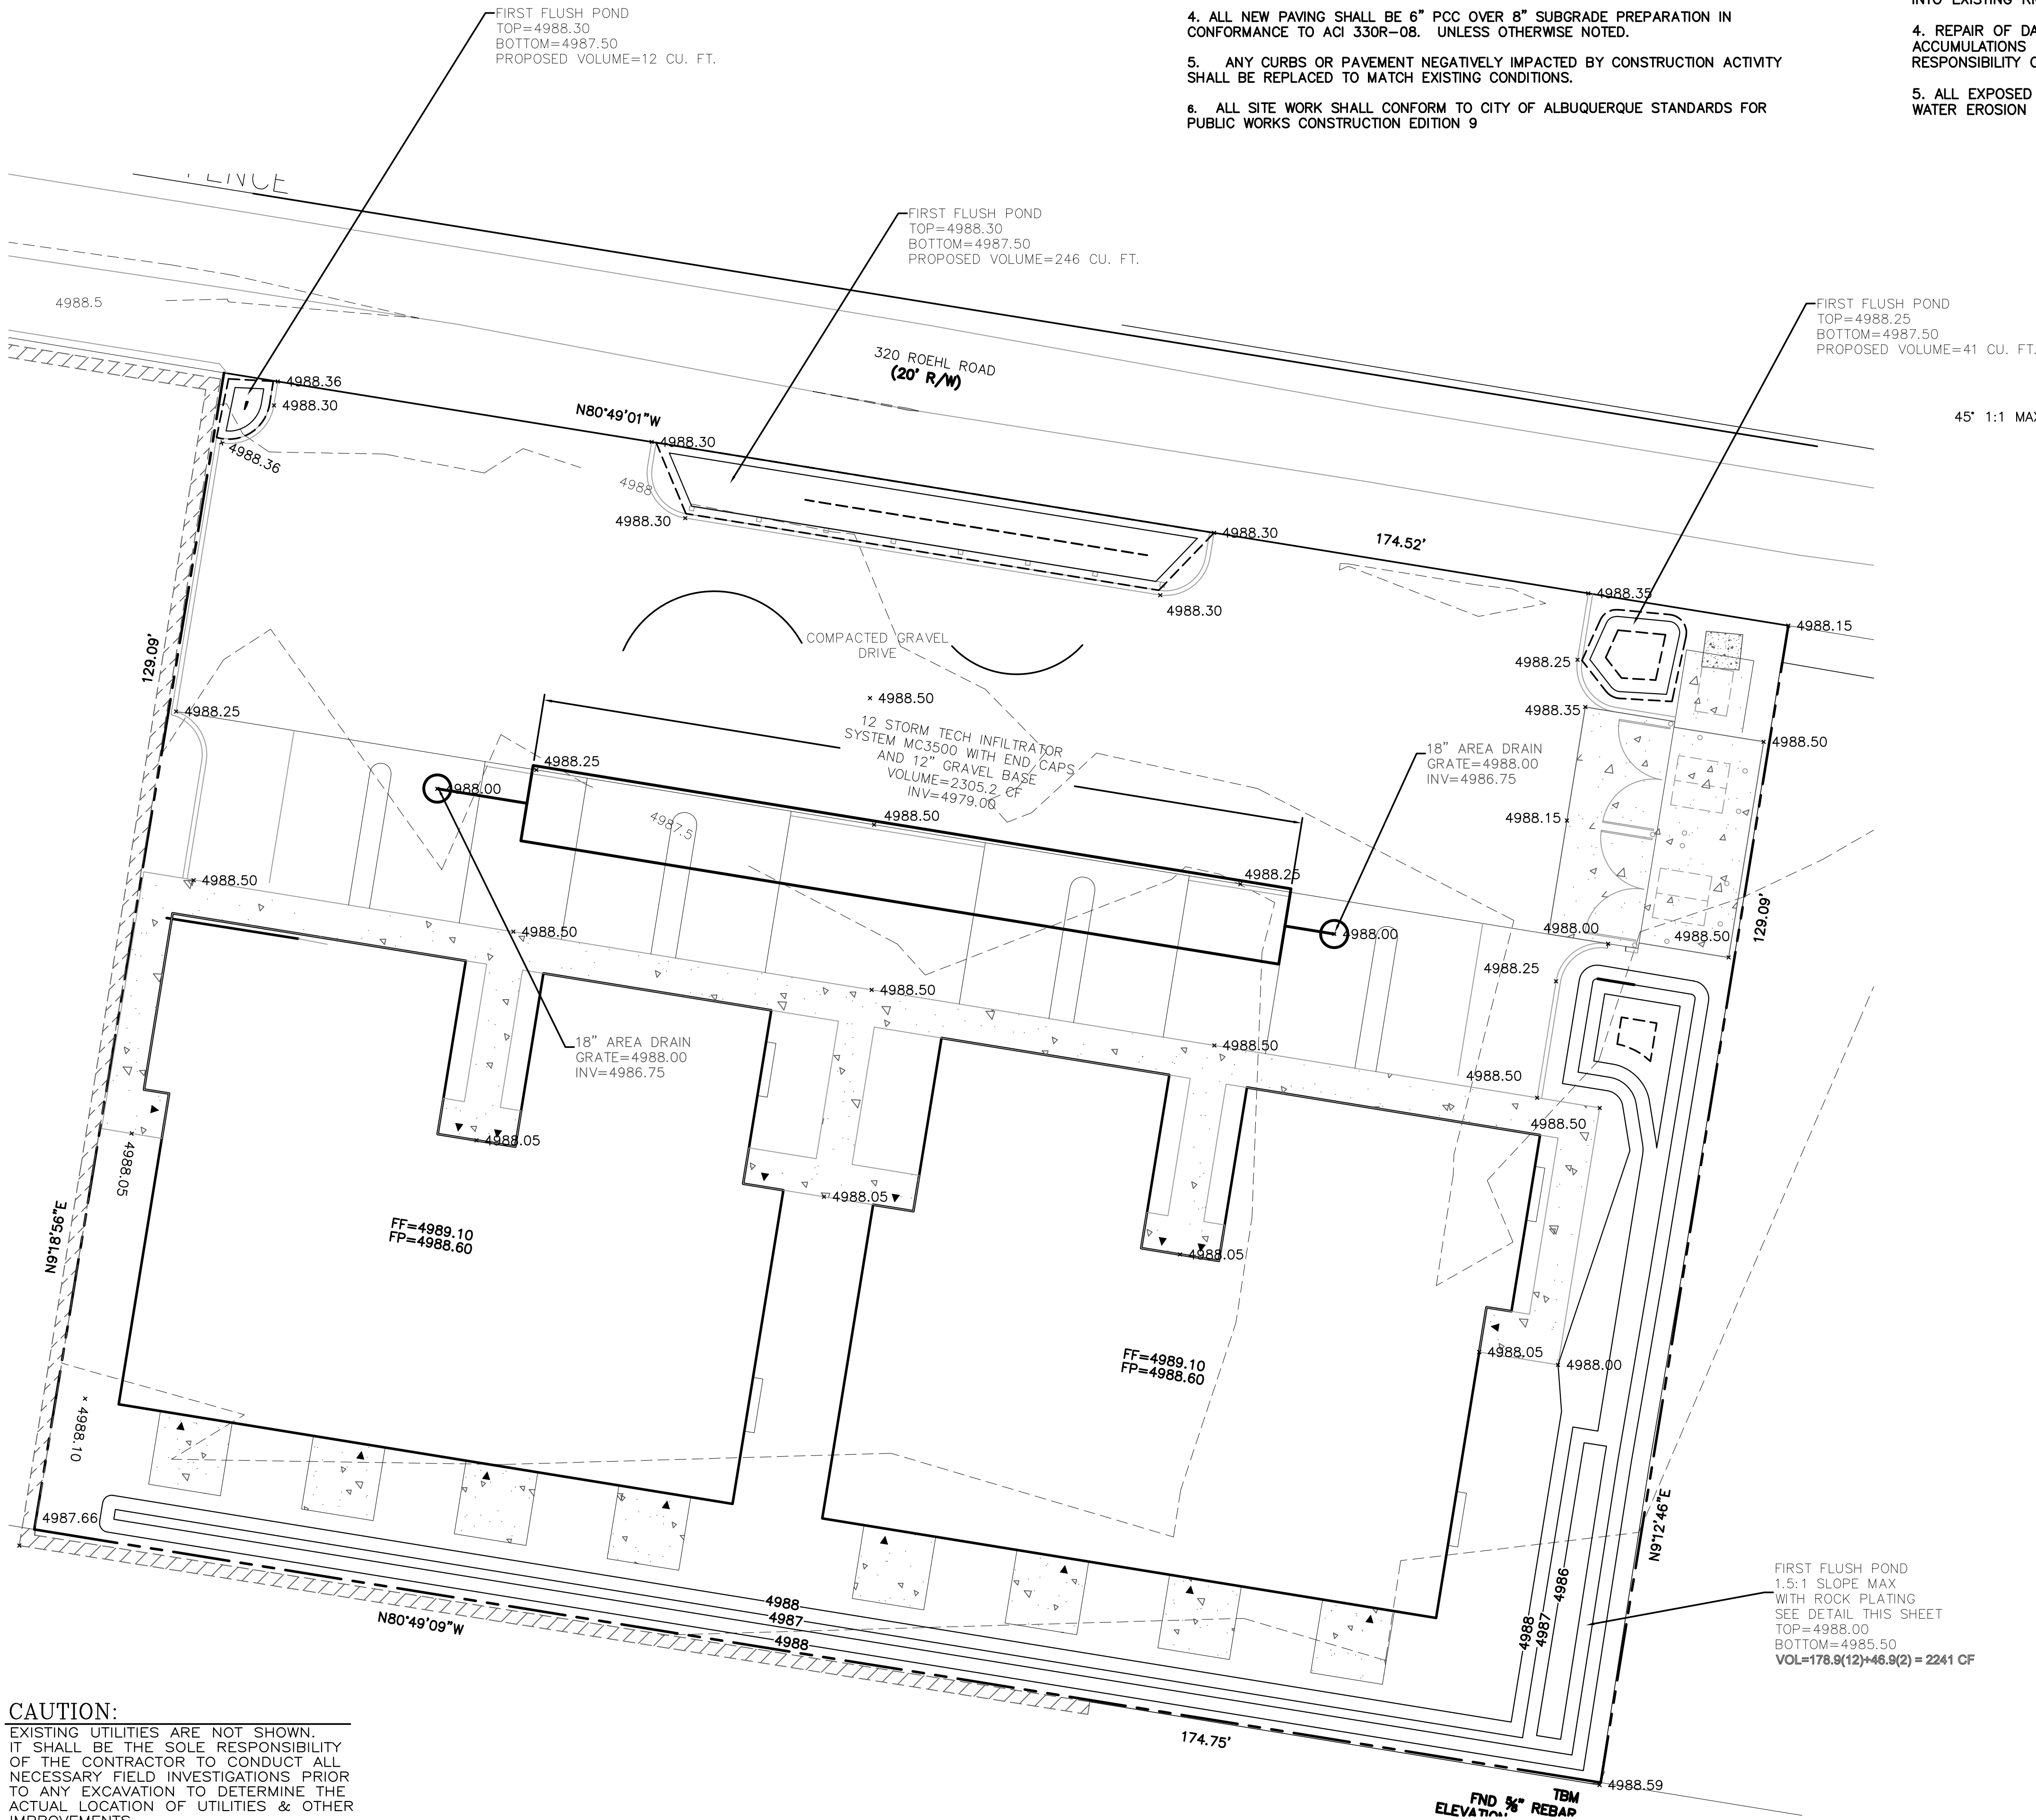 FIRST FLUSH POND
TOP=4988.30
BOTTOM=4987.50
PROPOSED VOLUME=12 CU. FT.
4. ALL NEW PAVING SHALL BE 6” PCC OVER 8” SUBGRADE PREPARATION IN
CONFORMANCE TO ACI 330R–08. UNLESS OTHERWISE NOTED.
5. ANY CURBS OR PAVEMENT NEGATIVELY IMPACTED BY CONSTRUCTION ACTIVITY
SHALL BE REPLACED TO MATCH EXISTING CONDITIONS.
6. ALL SITE WORK SHALL CONFORM TO CITY OF ALBUQUERQUE STANDARDS FOR
PUBLIC WORKS CONSTRUCTION EDITION 9
INTO EXISTING
4. REPAIR OF
ACCUMULATIONS
RESPONSIBILITY
5. ALL EXPOSED
WATER EROSION
FENCE
FIRST FLUSH POND
TOP=4988.30
BOTTOM=4987.50
PROPOSED VOLUME=246 CU. FT.
FIRST FLUSH POND
TOP=4988.25
BOTTOM=4987.50
PROPOSED VOLUME=41 CU. FT.
45° 1:1
4988.5
320 ROEHL ROAD
(20' R/W)
4988.36
4988.30
4988.36
N80°49'01"W
4988.30
4988
4988.30
4988.30
174.52'
4988.30
4988.35
4988.15
4988.25
4988.35
4988.50
4988.15
129.09'
COMPACTED GRAVEL
DRIVE
4988.50
4988.25
12 STORM TECH INFILTRATOR
SYSTEM MC3500 WITH END CAPS
AND 12" GRAVEL BASE
VOLUME=2305.2 CF
INV=4979.00
18" AREA DRAIN
GRATE=4988.00
INV=4986.75
4988.25
4988.00
4987.5
4988.50
4988.25
4988.00
4988.00
4988.50
129.09'
4988.25
4988.50
4988.50
4988.50
4988.50
4988.50
4988.50
18" AREA DRAIN
GRATE=4988.00
INV=4986.75
4988.05
4988.05
4988.05
4988.05
4988.05
4988.00
FF=4989.10
FP=4988.60
FF=4989.10
FP=4988.60
N9°18'56"E
4988.10
4987.66
N80°49'09"W
4988
4987
4988
4988
4987
4986
N9°12'46"E
FIRST FLUSH POND
1.5:1 SLOPE MAX
WITH ROCK PLATING
SEE DETAIL THIS SHEET
TOP=4988.00
BOTTOM=4985.50
VOL=178.9(12)+46.9(2) = 2241 CF
174.75'
4988.59
TBM
FND ⅝" REBAR
ELEVATION
CAUTION:
EXISTING UTILITIES ARE NOT SHOWN.
IT SHALL BE THE SOLE RESPONSIBILITY
OF THE CONTRACTOR TO CONDUCT ALL
NECESSARY FIELD INVESTIGATIONS PRIOR
TO ANY EXCAVATION TO DETERMINE THE
ACTUAL LOCATION OF UTILITIES & OTHER
IMPROVEMENTS